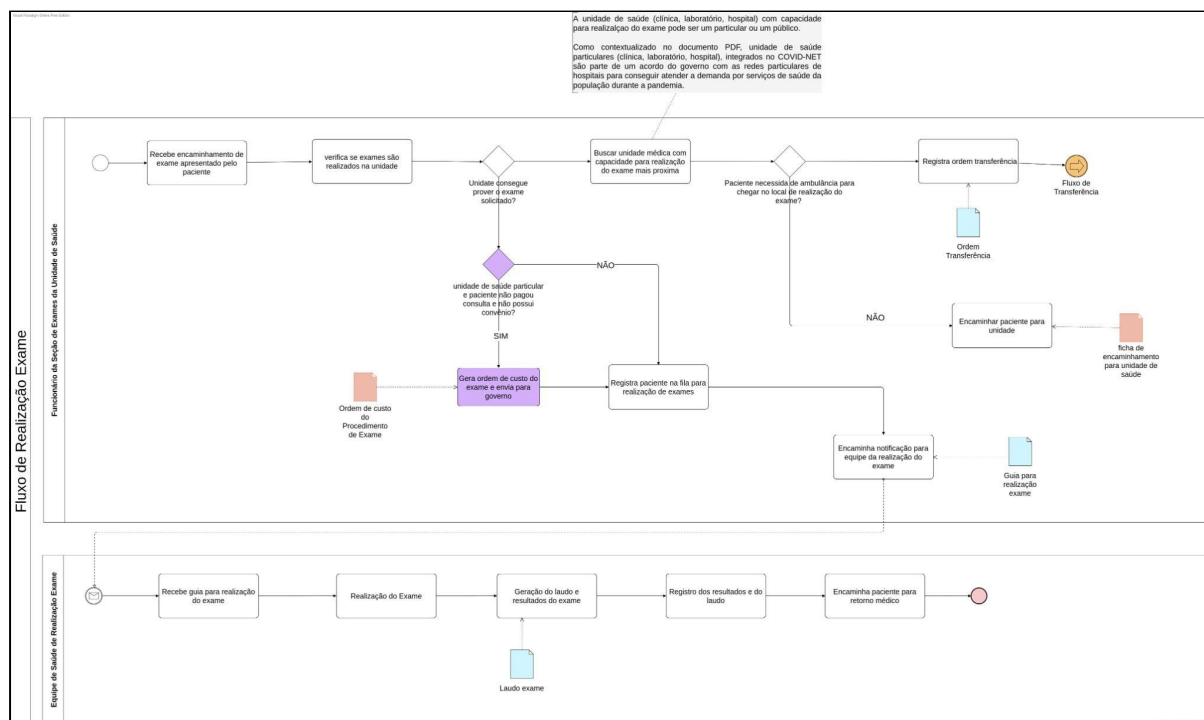 Visual Paradigm Online Free Edition
A unidade de saúde (clínica, laboratório, hospital) com capacidade
para realizalçao do exame pode ser um particular ou um público.
Como contextualizado no documento PDF, unidade de saúde
particulares (clínica, laboratório, hospital), integrados no COVID-NET
são parte de um acordo do governo com as redes particulares de
hospitais para conseguir atender a demanda por serviços de saúde da
população durante a pandemia.
Fluxo de Realização Exame
Funcionário da Seção de Exames da Unidade de Saúde
Recebe encaminhamento de
exame apresentado pelo
paciente
verifica se exames são
realizados na unidade
Unidate consegue
prover o exame
solicitado?
Buscar unidade médica com
capacidade para realização
do exame mais proxima
Paciente necessida de ambulância para
chegar no local de realização do
exame?
Registra ordem transferência
Fluxo de
Transferência
Ordem
Transferência
unidade de saúde particular
e paciente não pagou
consulta e não possui
convênio?
NÃO
SIM
NÃO
Encaminhar paciente para
unidade
ficha de
encaminhamento
para unidade de
saúde
Ordem de custo
do
Procedimento
de Exame
Gera ordem de custo do
exame e envia para
governo
Registra paciente na fila para
realização de exames
Encaminha notificação para
equipe da realização do
exame
Guia para
realização
exame
Equipe de Saúde de Realização Exame
Recebe guia para realização
do exame
Realização do Exame
Geração do laudo e
resultados do exame
Registro dos resultados e do
laudo
Encaminha paciente para
retorno médico
Laudo exame